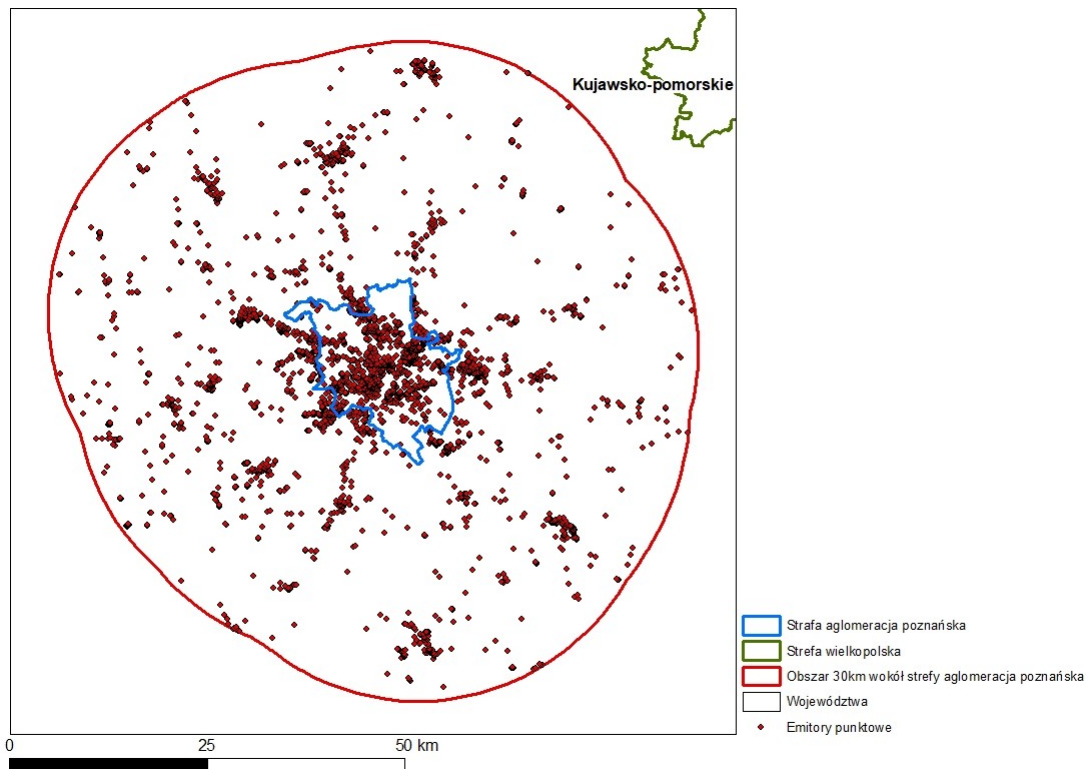 Kujawsko-pomorskie
Strafa aglomeracja poznańska
Strefa wielkopolska
Obszar 30km wokół strefy aglomeracja poznańska
Województwa
Emitory punktowe
0 25 50 km